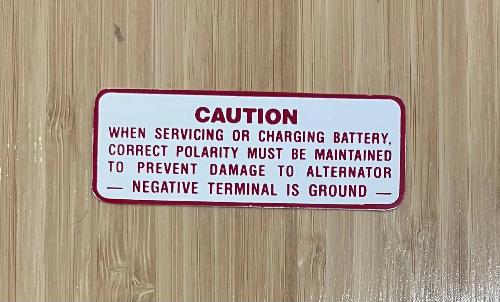 CAUTION
WHEN SERVICING OR CHARGING BATTERY,
CORRECT POLARITY MUST BE MAINTAINED
TO PREVENT DAMAGE TO ALTERNATOR
— NEGATIVE TERMINAL IS GROUND —